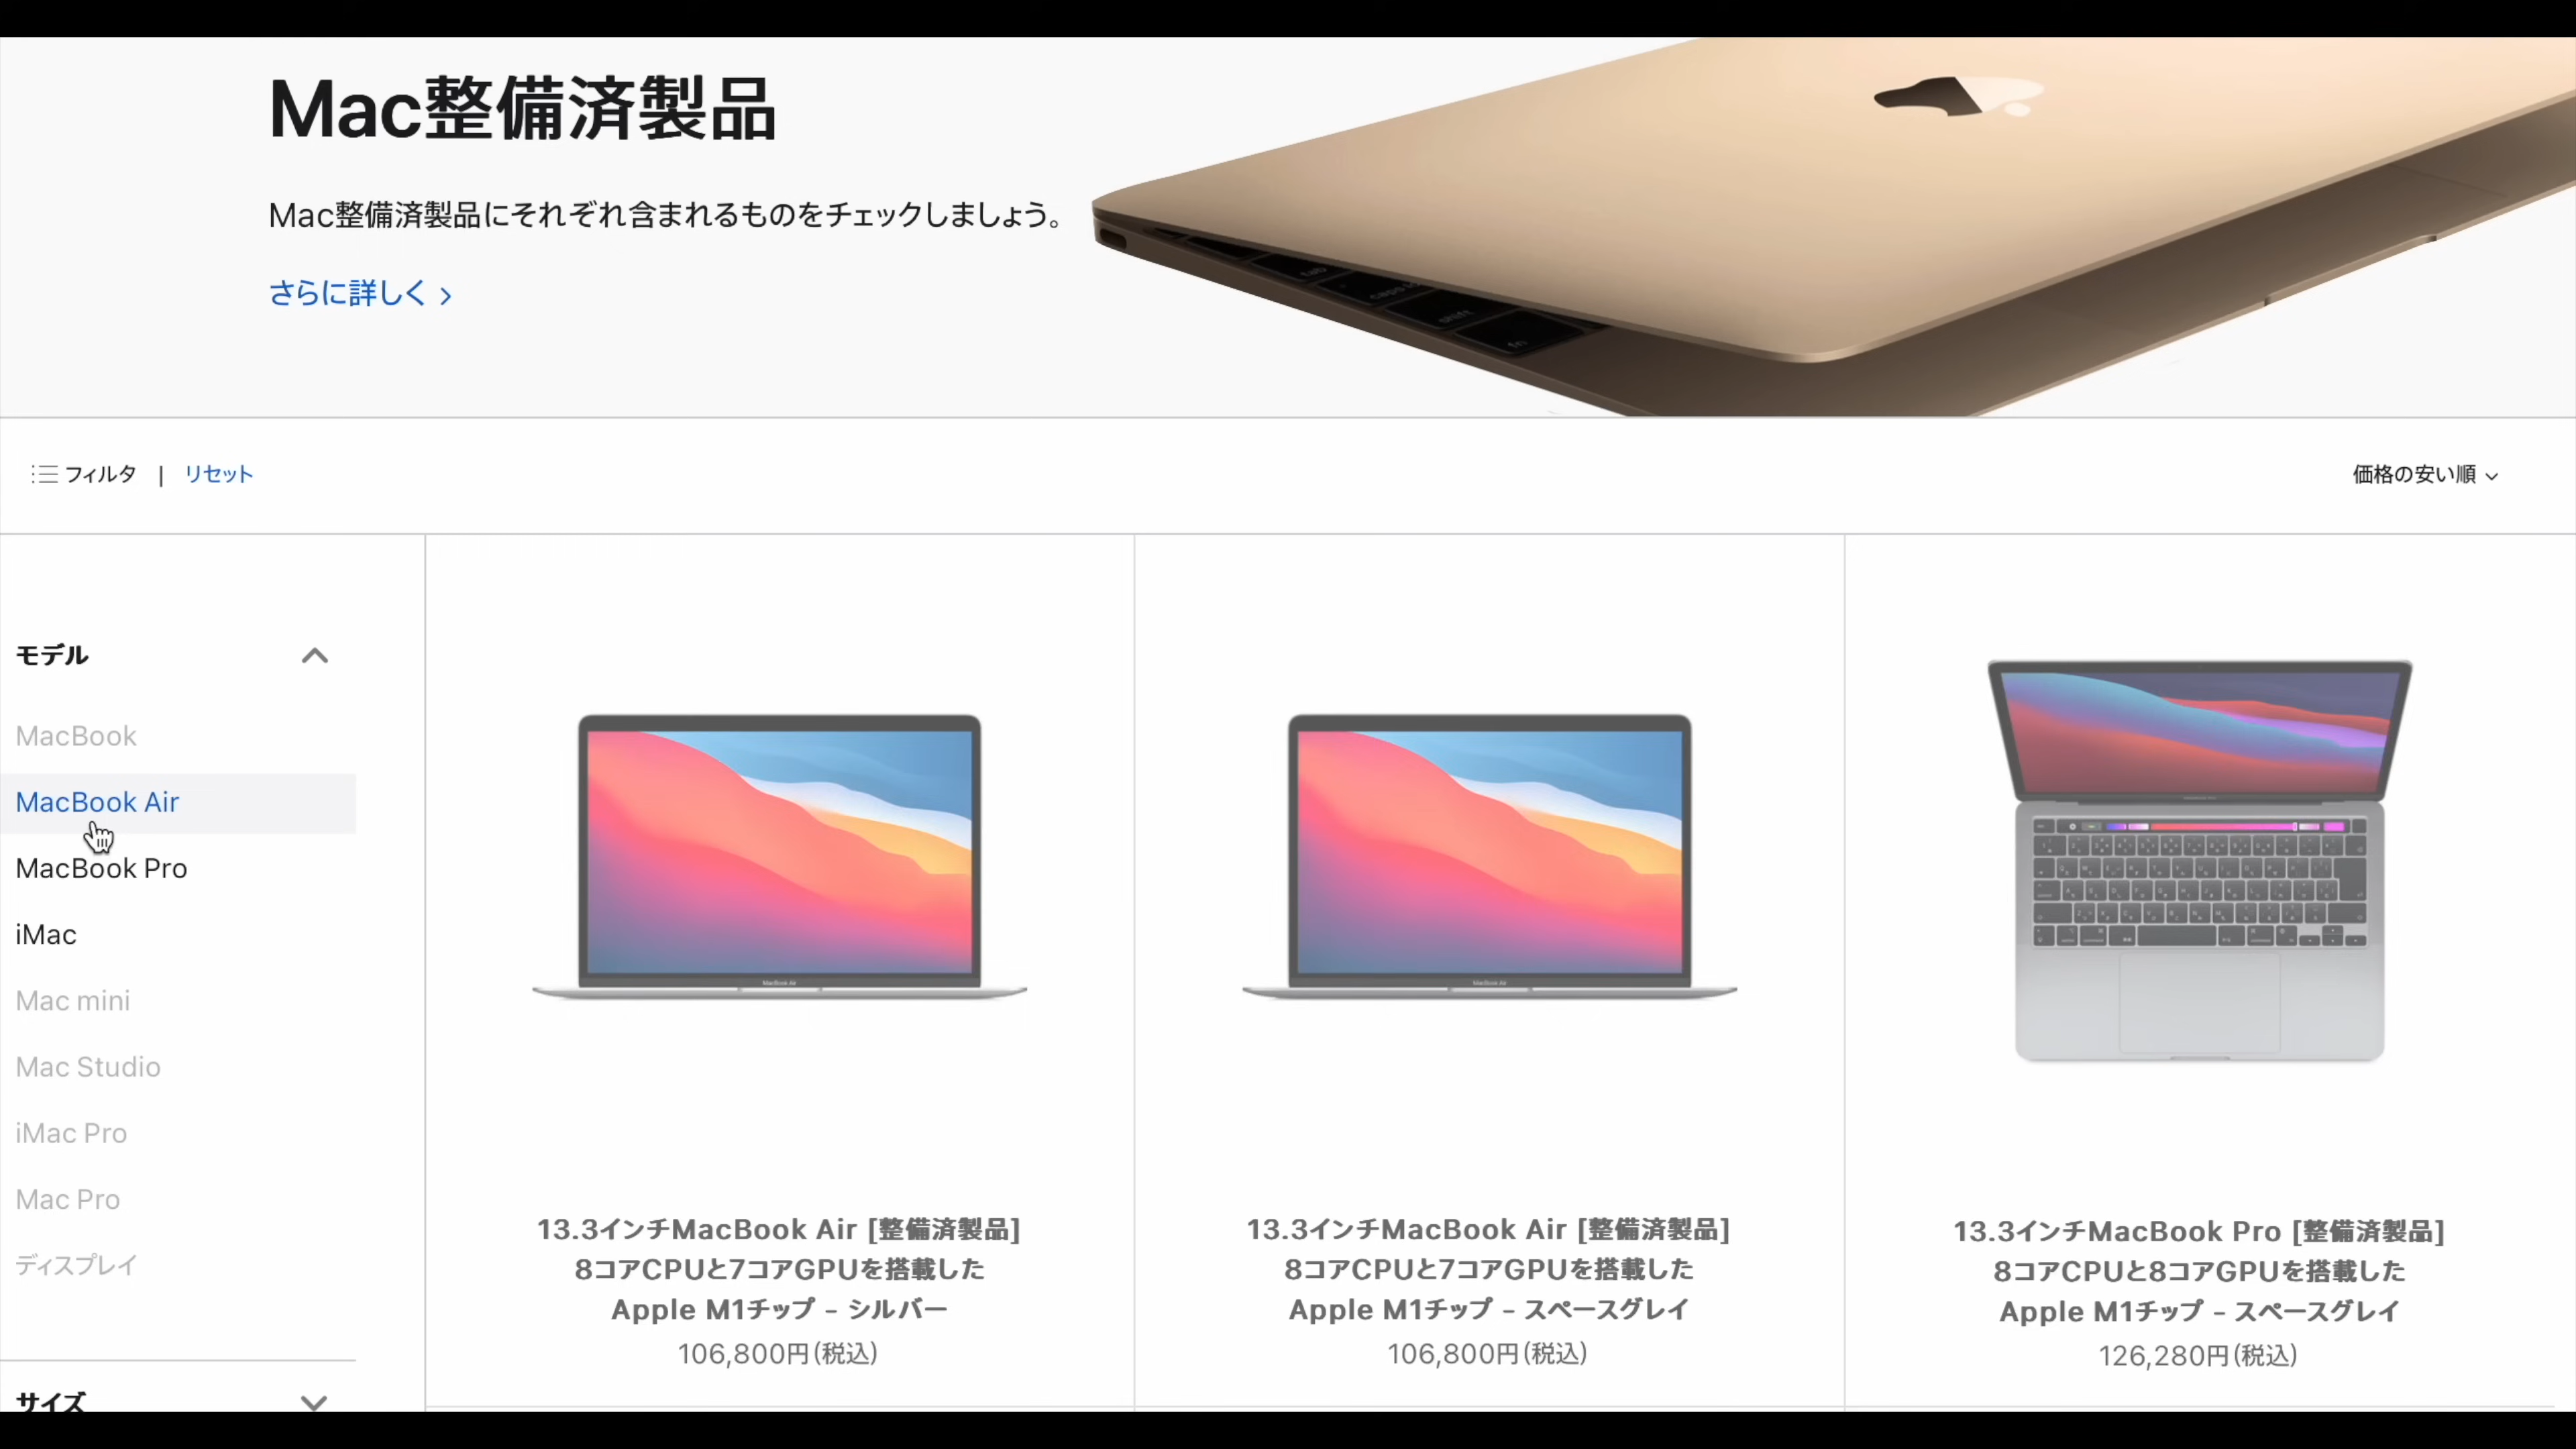 Mac整備済製品
Mac整備済製品にそれぞれ含まれるものをチェックしましょう。
さらに詳しく
フィルタ | リセット
価格の安い順
モデル
MacBook
MacBook Air
MacBook Pro
iMac
Mac mini
Mac Studio
iMac Pro
Mac Pro
ディスプレイ
サイズ
13.3インチMacBook Air [整備済製品]
8コアCPUと7コアGPUを搭載した
Apple M1チップ - シルバー
106,800円(税込)
13.3インチMacBook Air [整備済製品]
8コアCPUと7コアGPUを搭載した
Apple M1チップ - スペースグレイ
106,800円(税込)
13.3インチMacBook Pro [整備済製品]
8コアCPUと8コアGPUを搭載した
Apple M1チップ - スペースグレイ
126,280円(税込)